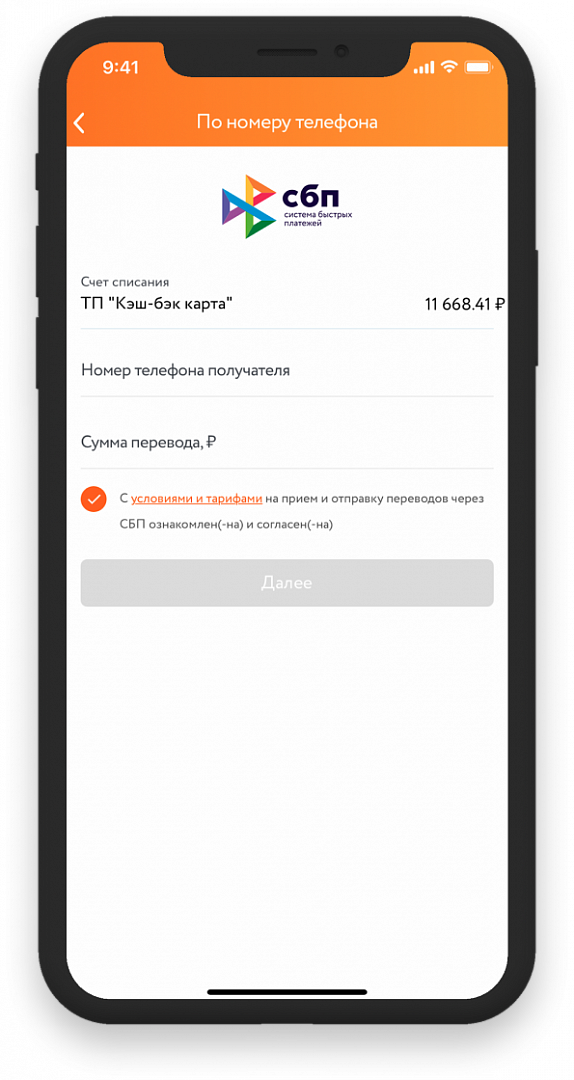 9:41
По номеру телефона
сбп
система быстрых
платежей
Счет списания
ТП "Кэш-бэк карта" 11 668.41 ₽
Номер телефона получателя
Сумма перевода, ₽
С условиями и тарифами на прием и отправку переводов через
СБП ознакомлен(-на) и согласен(-на)
Далее